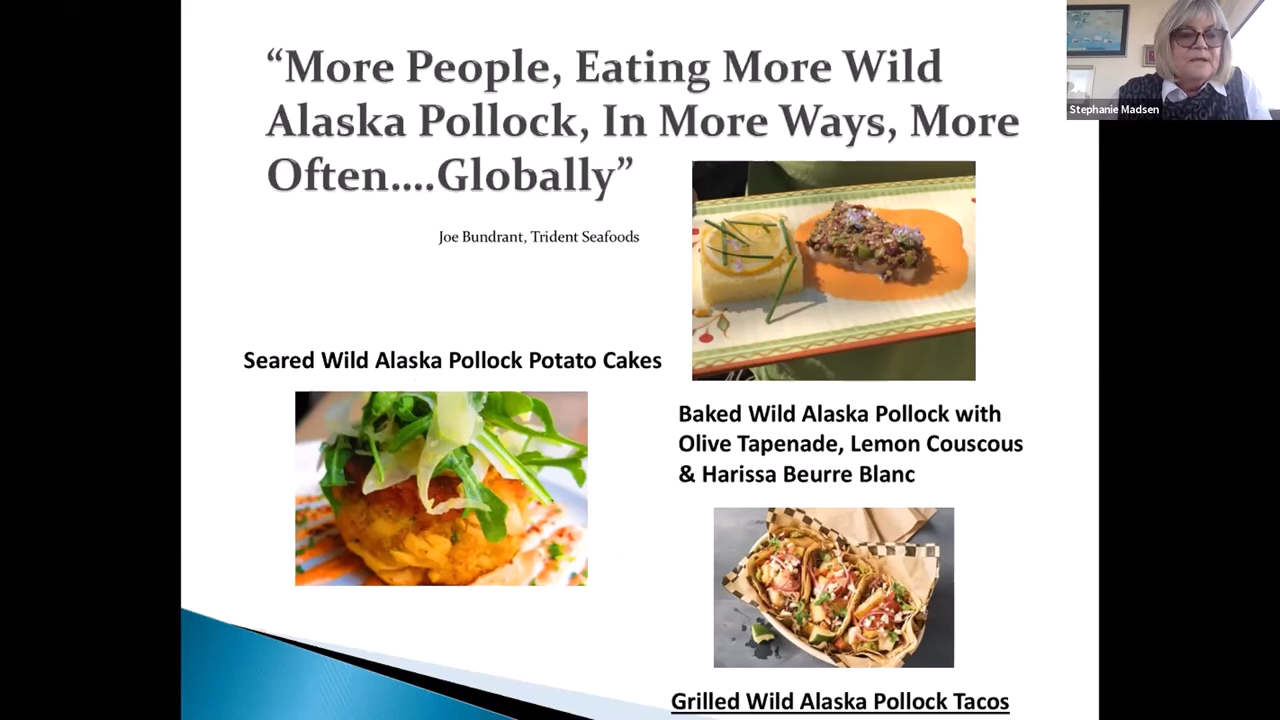 “More People, Eating More Wild
Alaska Pollock, In More Ways, More
Often....Globally”
Joe Bundrant, Trident Seafoods
Stephanie Madsen
Seared Wild Alaska Pollock Potato Cakes
Baked Wild Alaska Pollock with
Olive Tapenade, Lemon Couscous
& Harissa Beurre Blanc
Grilled Wild Alaska Pollock Tacos